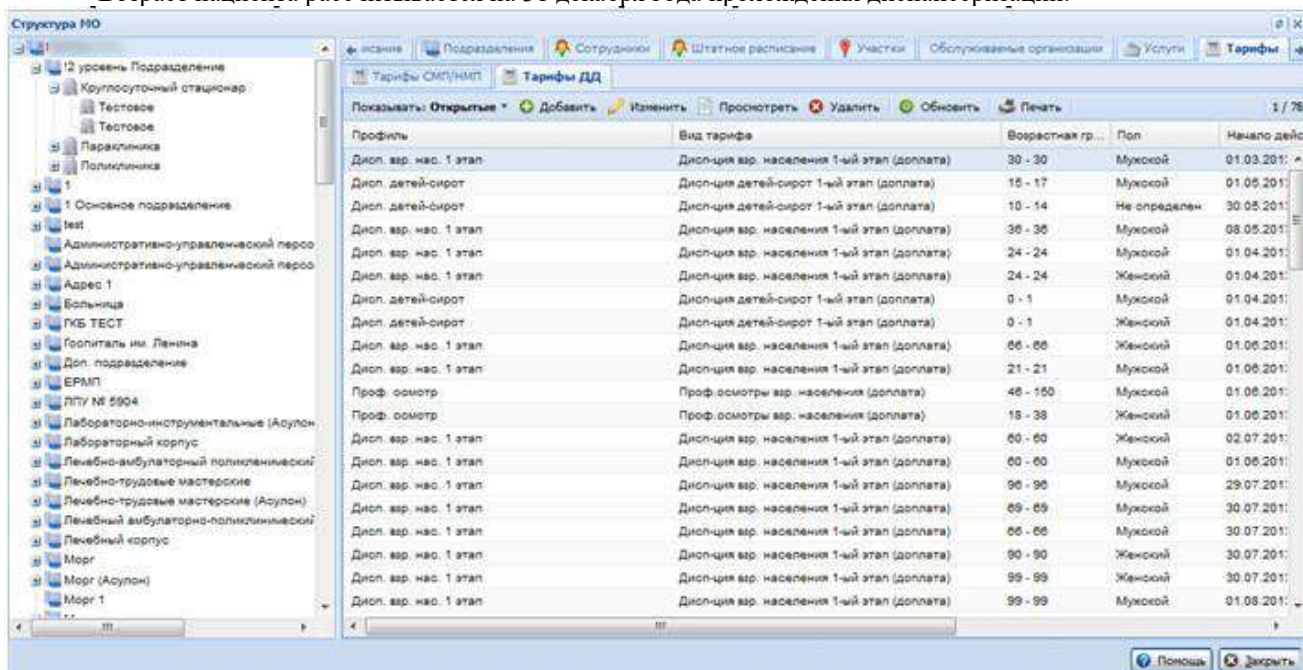 Возраст пациента рассчитывается на 31 декабря года прохождения диспансеризации.
Структура МО
исание Подразделения Сотрудники Штатное расписание Участки Обслуживаемые организации Услуги Тарифы
Тарифы СМП/НМП Тарифы ДД
Показывать: Открытые Добавить Изменить Просмотреть Удалить Обновить Печать 1 / 76
!2 уровень Подразделение
Круглосуточный стационар
Тестовое
Тестовое
Параклиника
Поликлиника
1
1 Основное подразделение
test
Административно-управленческий персо
Административно-управленческий персо
Адрес 1
Больница
ГКБ ТЕСТ
Госпиталь им. Ленина
Доп. подразделение
ЕРМП
ЛПУ № 5904
Лабораторно-инструментальные (Асулон
Лабораторный корпус
Лечебно-амбулаторный поликленический
Лечебно-трудовые мастерские
Лечебно-трудовые мастерские (Асулон)
Лечебный амбулаторно-поликлинический
Лечебный корпус
Морг
Морг (Асулон)
Морг 1
Профиль Вид тарифа Возрастная гр... Пол Начало дейс
Дисп. взр. нас. 1 этап Дисп-ция взр. населения 1-ый этап (доплата) 30 - 30 Мужской 01.03.201
Дисп. детей-сирот Дисп-ция детей-сирот 1-ый этап (доплата) 15 - 17 Мужской 01.05.201
Дисп. детей-сирот Дисп-ция детей-сирот 1-ый этап (доплата) 10 - 14 Не определен 30.05.201
Дисп. взр. нас. 1 этап Дисп-ция взр. населения 1-ый этап (доплата) 36 - 36 Мужской 08.05.201
Дисп. взр. нас. 1 этап Дисп-ция взр. населения 1-ый этап (доплата) 24 - 24 Мужской 01.04.201
Дисп. взр. нас. 1 этап Дисп-ция взр. населения 1-ый этап (доплата) 24 - 24 Женский 01.04.201
Дисп. детей-сирот Дисп-ция детей-сирот 1-ый этап (доплата) 0 - 1 Мужской 01.04.201
Дисп. детей-сирот Дисп-ция детей-сирот 1-ый этап (доплата) 0 - 1 Женский 01.04.201
Дисп. взр. нас. 1 этап Дисп-ция взр. населения 1-ый этап (доплата) 66 - 66 Женский 01.06.201
Дисп. взр. нас. 1 этап Дисп-ция взр. населения 1-ый этап (доплата) 21 - 21 Мужской 01.06.201
Проф. осмотр Проф.осмотры взр. населения (доплата) 46 - 150 Мужской 01.06.201
Проф. осмотр Проф.осмотры взр. населения (доплата) 18 - 38 Женский 01.06.201
Дисп. взр. нас. 1 этап Дисп-ция взр. населения 1-ый этап (доплата) 60 - 60 Женский 02.07.201
Дисп. взр. нас. 1 этап Дисп-ция взр. населения 1-ый этап (доплата) 60 - 60 Мужской 01.06.201
Дисп. взр. нас. 1 этап Дисп-ция взр. населения 1-ый этап (доплата) 96 - 96 Мужской 29.07.201
Дисп. взр. нас. 1 этап Дисп-ция взр. населения 1-ый этап (доплата) 69 - 69 Мужской 30.07.201
Дисп. взр. нас. 1 этап Дисп-ция взр. населения 1-ый этап (доплата) 66 - 66 Мужской 30.07.201
Дисп. взр. нас. 1 этап Дисп-ция взр. населения 1-ый этап (доплата) 90 - 90 Женский 30.07.201
Дисп. взр. нас. 1 этап Дисп-ция взр. населения 1-ый этап (доплата) 99 - 99 Женский 30.07.201
Дисп. взр. нас. 1 этап Дисп-ция взр. населения 1-ый этап (доплата) 99 - 99 Мужской 01.08.201
Помощь Закрыть